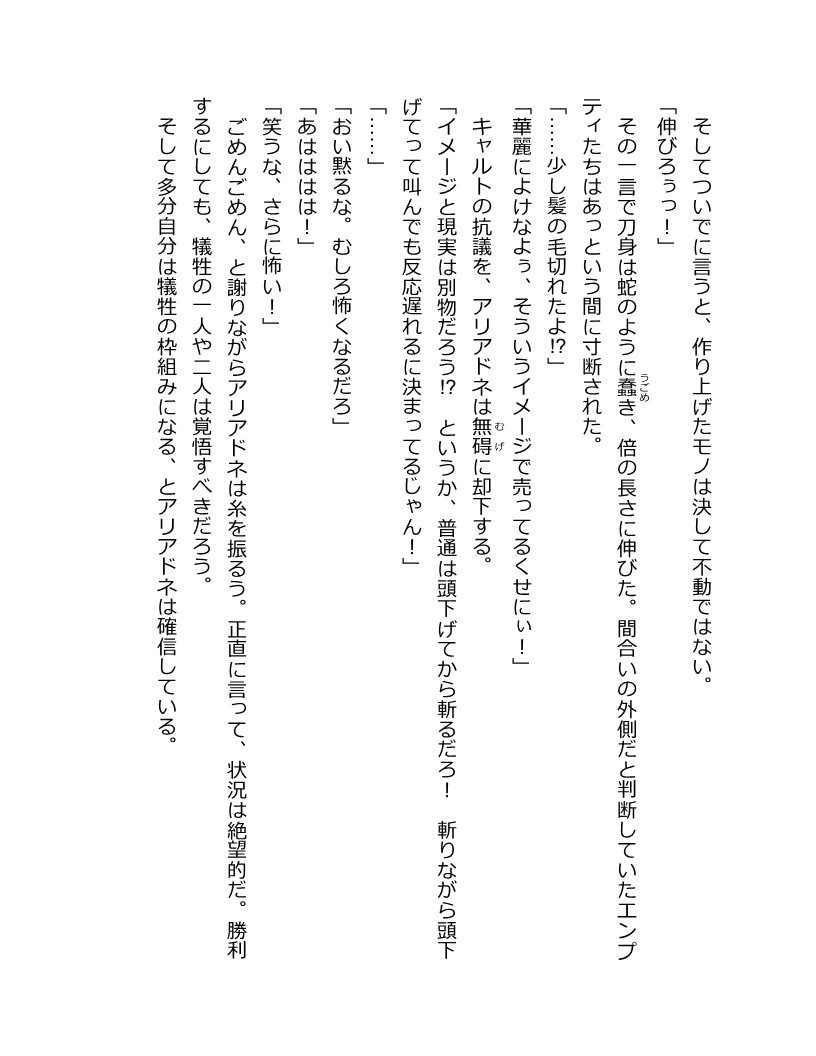 そしてついでに言うと、作り上げたモノは決して不動ではない。
「伸びろぅっ！」
その一言で刀身は蛇のように蠢き、倍の長さに伸びた。間合いの外側だと判断していたエンプ
ティたちはあっという間に寸断された。
「……少し髪の毛切れたよ⁉」
「華麗によけなよぅ、そういうイメージで売ってるくせにぃ！」
キャルトの抗議を、アリアドネは無碍に却下する。
「イメージと現実は別物だろう⁉　というか、普通は頭下げてから斬るだろ！　斬りながら頭下
げてって叫んでも反応遅れるに決まってるじゃん！」
「……」
「おい黙るな。むしろ怖くなるだろ」
「あはははは！」
「笑うな、さらに怖い！」
ごめんごめん、と謝りながらアリアドネは糸を振るう。正直に言って、状況は絶望的だ。勝利
するにしても、犠牲の一人や二人は覚悟すべきだろう。
そして多分自分は犠牲の枠組みになる、とアリアドネは確信している。